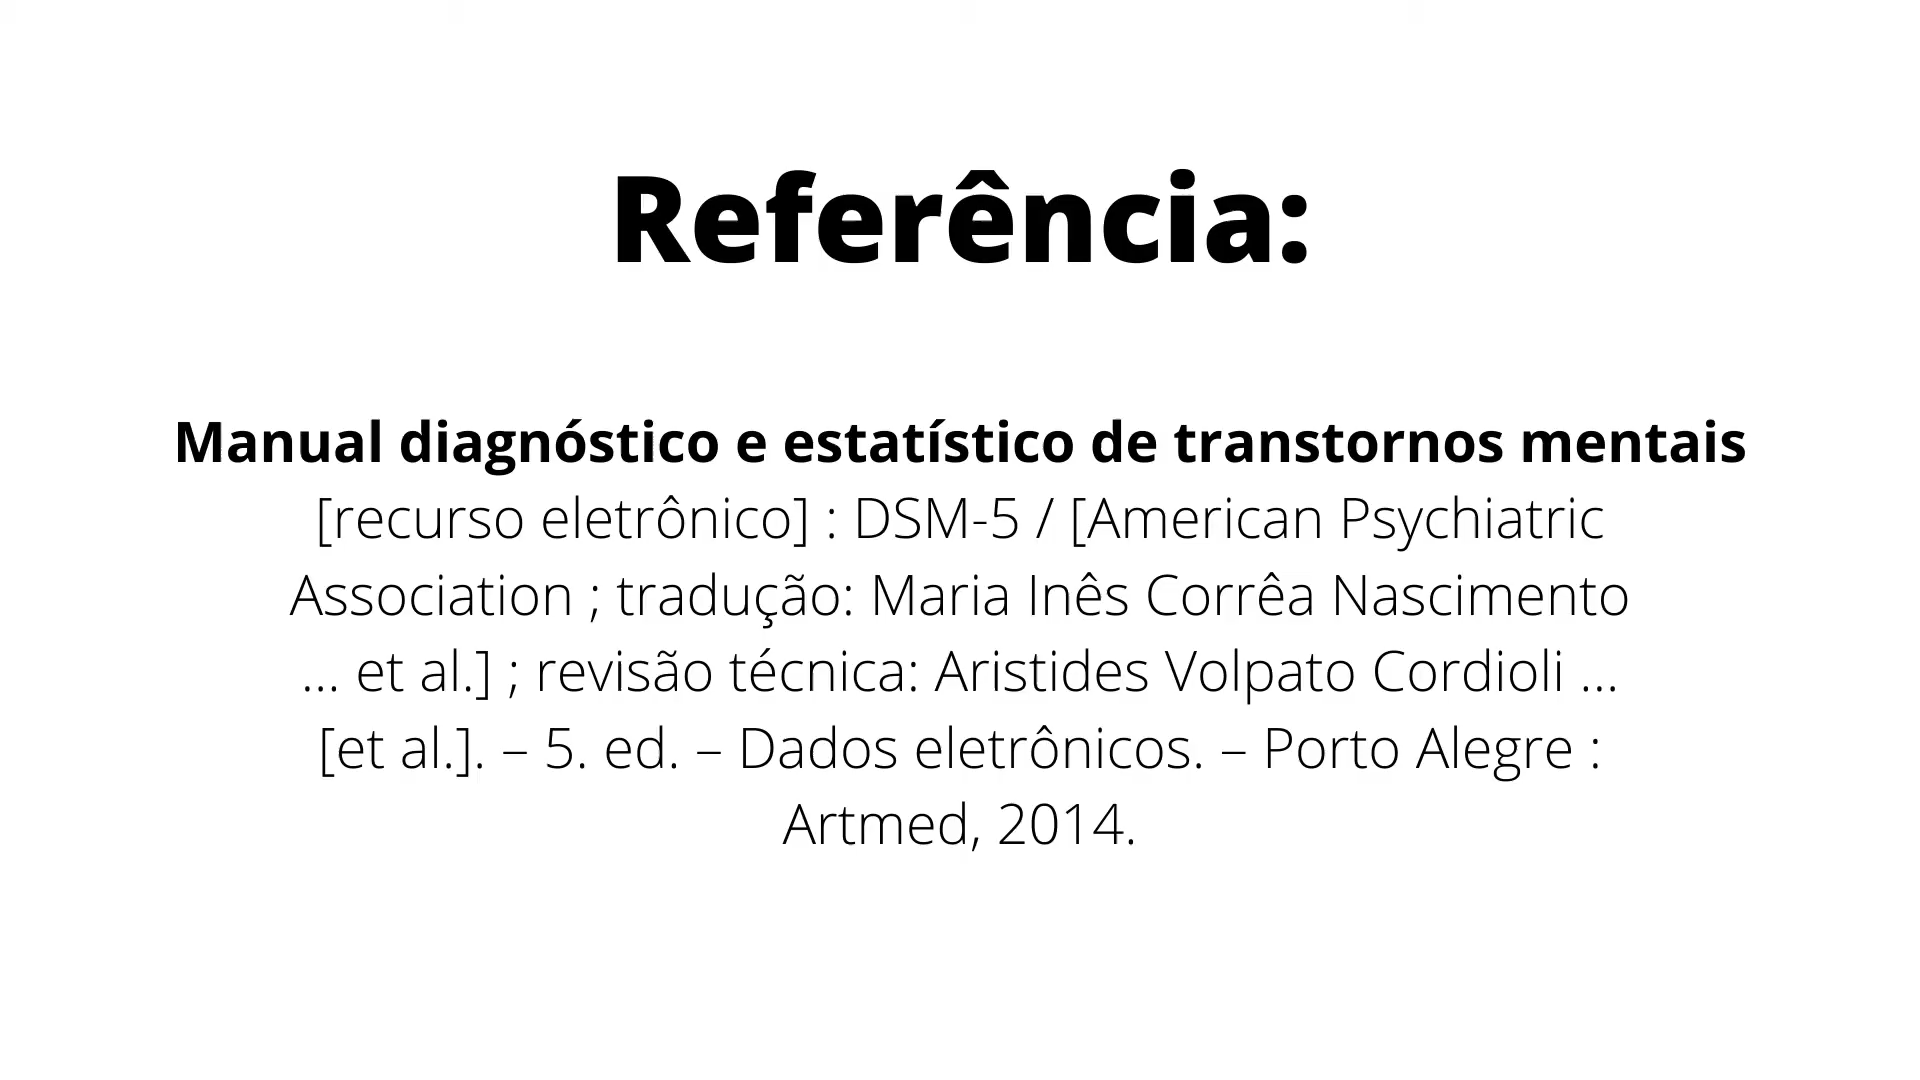 Referência:
Manual diagnóstico e estatístico de transtornos mentais
[recurso eletrônico] : DSM-5 / [American Psychiatric
Association ; tradução: Maria Inês Corrêa Nascimento
... et al.] ; revisão técnica: Aristides Volpato Cordioli ...
[et al.]. – 5. ed. – Dados eletrônicos. – Porto Alegre :
Artmed, 2014.